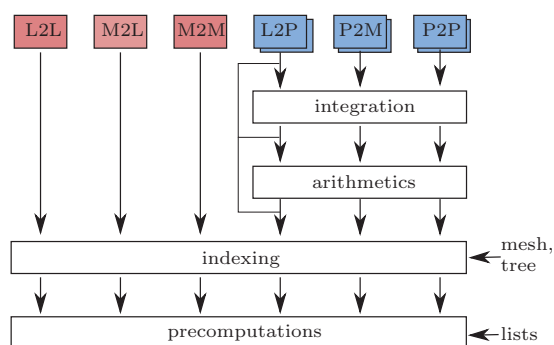 L2L M2L M2M L2P P2M P2P
integration
arithmetics
indexing
mesh,
tree
precomputations
lists